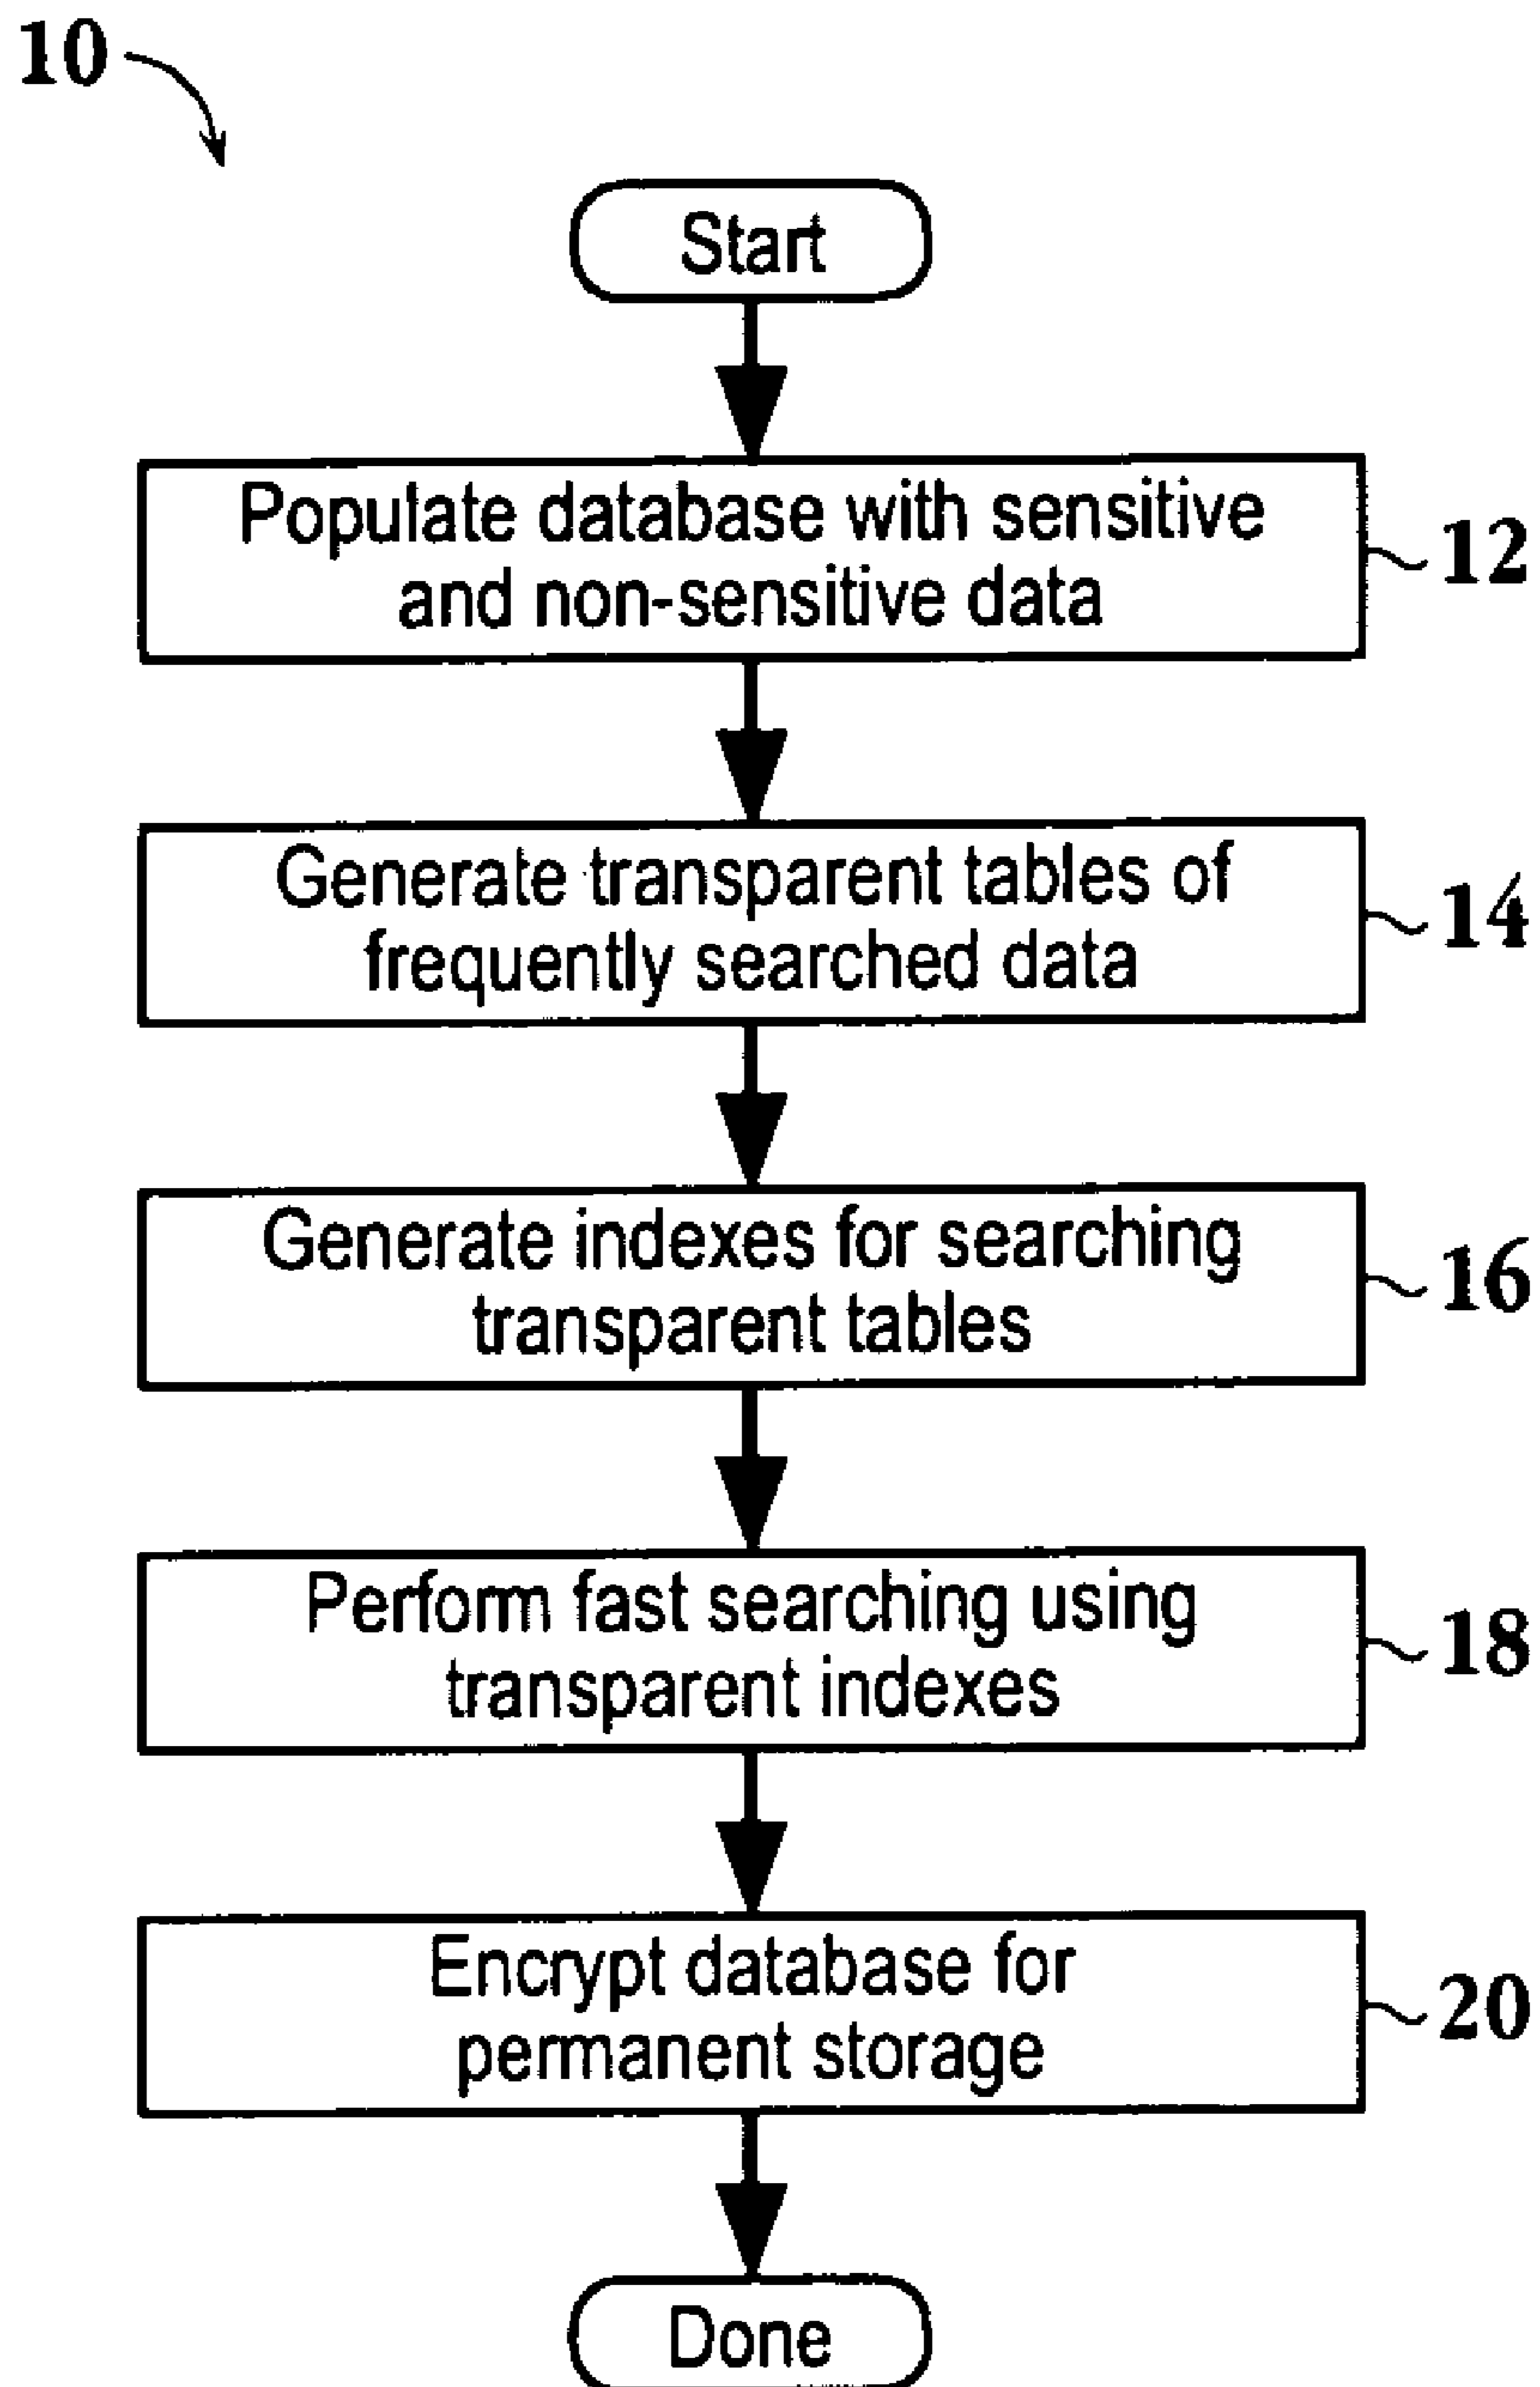 10
Start
Populate database with sensitive
and non-sensitive data
12
Generate transparent tables of
frequently searched data
14
Generate indexes for searching
transparent tables
16
Perform fast searching using
transparent indexes
18
Encrypt database for
permanent storage
20
Done